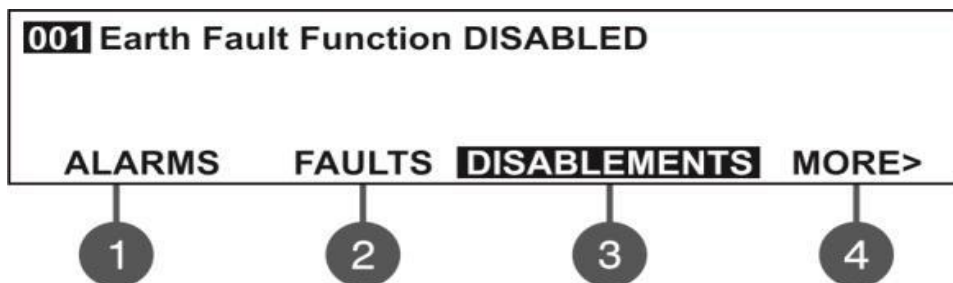 001 Earth Fault Function DISABLED
ALARMS FAULTS DISABLEMENTS MORE>
1 2 3 4